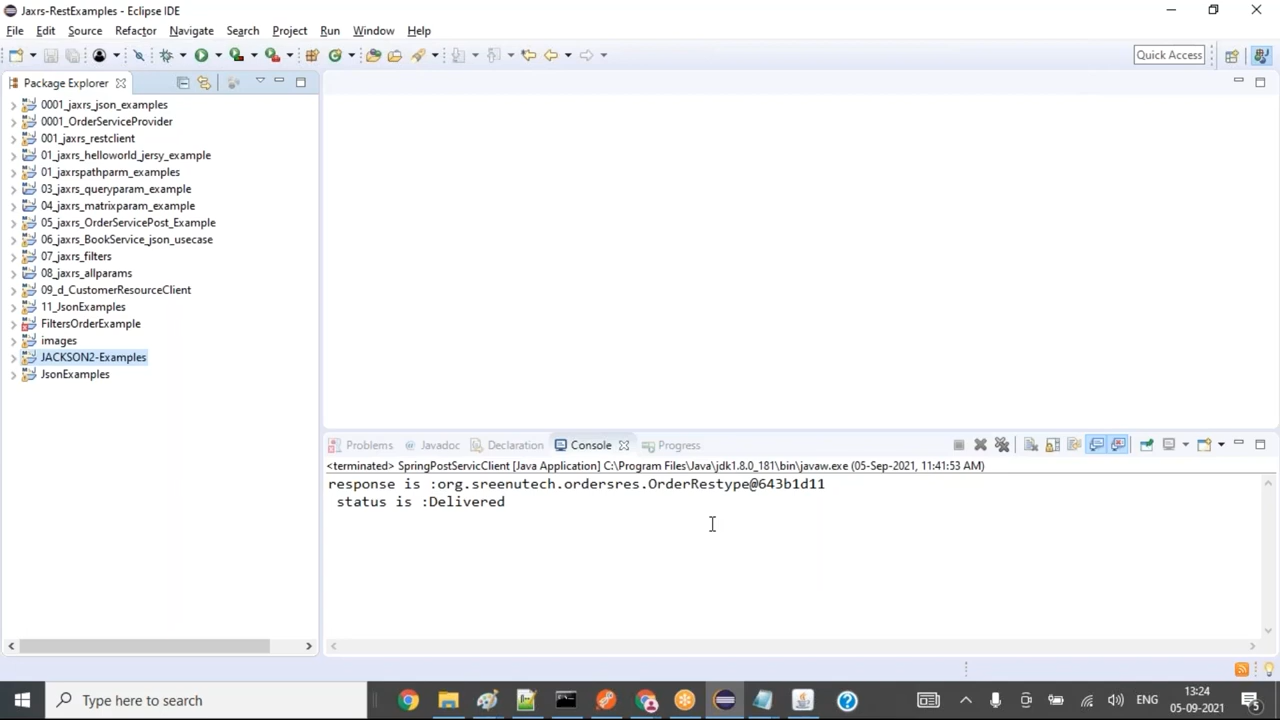 Jaxrs-RestExamples - Eclipse IDE
File Edit Source Refactor Navigate Search Project Run Window Help
Quick Access
Package Explorer
0001_jaxrs_json_examples
0001_OrderServiceProvider
001_jaxrs_restclient
01_jaxrs_helloworld_jersy_example
01_jaxrspathparm_examples
03_jaxrs_queryparam_example
04_jaxrs_matrixparam_example
05_jaxrs_OrderServicePost_Example
06_jaxrs_BookService_json_usecase
07_jaxrs_filters
08_jaxrs_allparams
09_d_CustomerResourceClient
11_JsonExamples
FiltersOrderExample
images
JACKSON2-Examples
JsonExamples
Problems Javadoc Declaration Console Progress
<terminated> SpringPostServicClient [Java Application] C:\Program Files\Java\jdk1.8.0_181\bin\javaw.exe (05-Sep-2021, 11:41:53 AM)
response is :org.sreenutech.ordersres.OrderRestype@643b1d11
status is :Delivered
Type here to search
ENG
13:24
05-09-2021
5